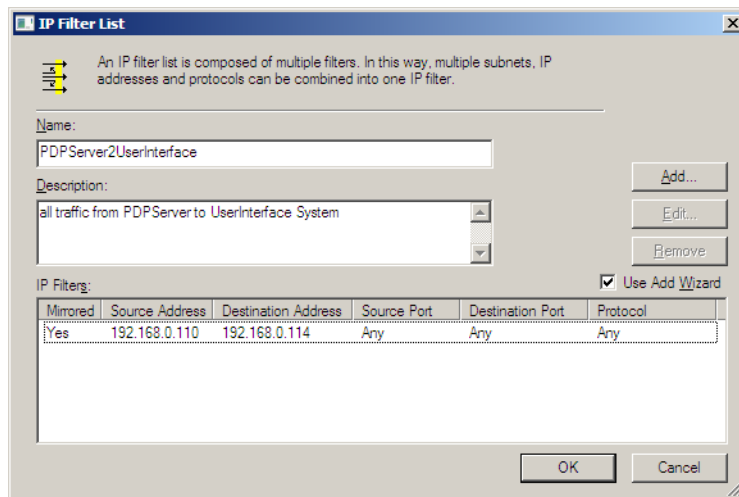 IP Filter List
An IP filter list is composed of multiple filters. In this way, multiple subnets, IP
addresses and protocols can be combined into one IP filter.
Name:
PDPServer2UserInterface
Add...
Description:
all traffic from PDPServer to UserInterface System
Edit...
Remove
IP Filters:
Use Add Wizard
Mirrored Source Address Destination Address Source Port Destination Port Protocol
Yes 192.168.0.110 192.168.0.114 Any Any Any
OK Cancel